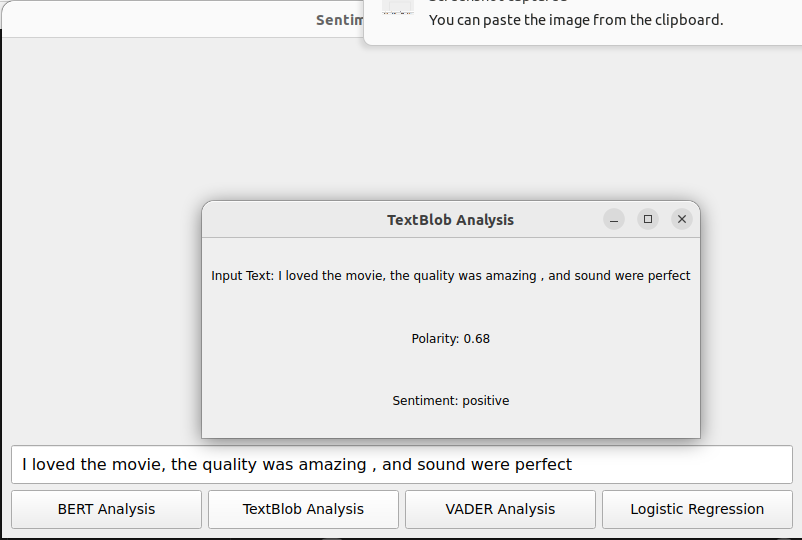 Sentim
You can paste the image from the clipboard.
TextBlob Analysis
Input Text: I loved the movie, the quality was amazing , and sound were perfect
Polarity: 0.68
Sentiment: positive
I loved the movie, the quality was amazing , and sound were perfect
BERT Analysis
TextBlob Analysis
VADER Analysis
Logistic Regression